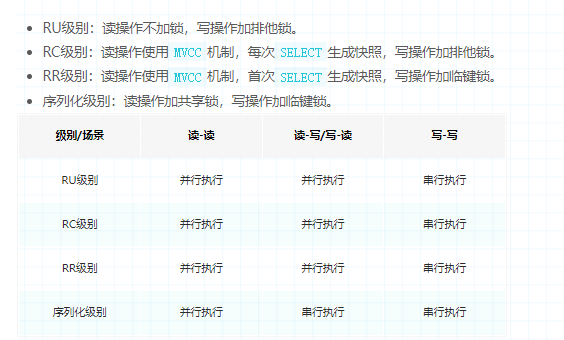 RU级别：读操作不加锁，写操作加排他锁。
RC级别：读操作使用 MVCC 机制，每次 SELECT 生成快照，写操作加排他锁。
RR级别：读操作使用 MVCC 机制，首次 SELECT 生成快照，写操作加临键锁。
序列化级别：读操作加共享锁，写操作加临键锁。
级别/场景 读-读 读-写/写-读 写-写
RU级别 并行执行 并行执行 串行执行
RC级别 并行执行 并行执行 串行执行
RR级别 并行执行 并行执行 串行执行
序列化级别 并行执行 串行执行 串行执行